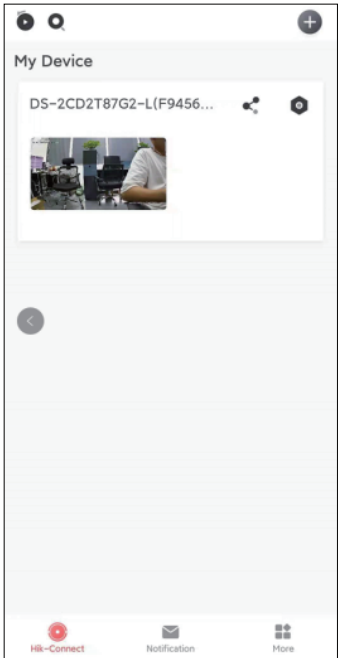 My Device
DS-2CD2T87G2-L(F9456...
Hik-Connect
Notification
More